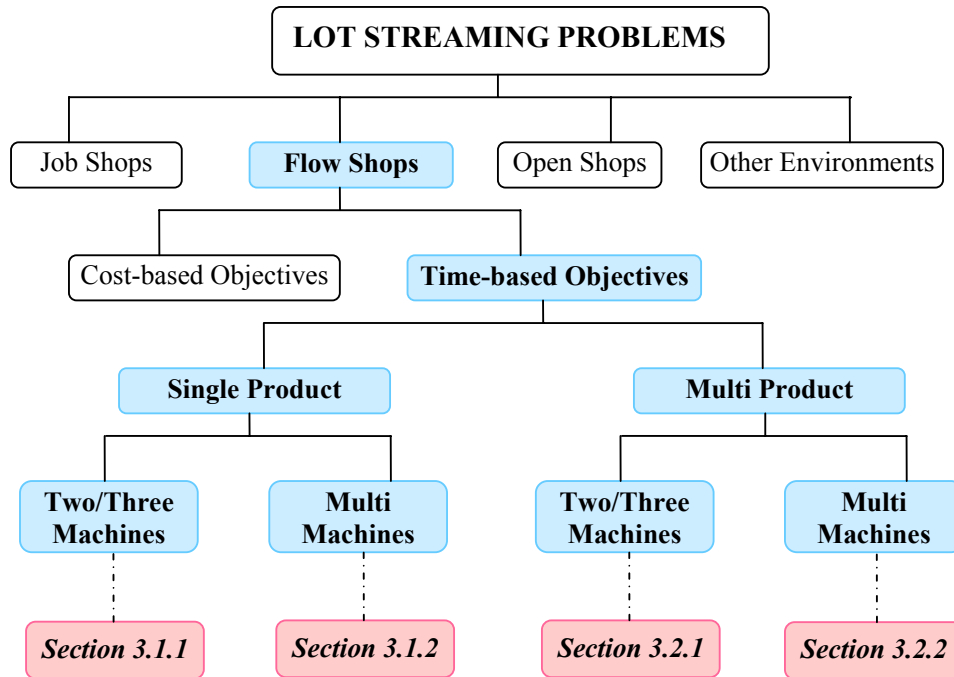 LOT STREAMING PROBLEMS
Job Shops
Flow Shops
Open Shops
Other Environments
Cost-based Objectives
Time-based Objectives
Single Product
Multi Product
Two/Three
Machines
Multi
Machines
Two/Three
Machines
Multi
Machines
Section 3.1.1
Section 3.1.2
Section 3.2.1
Section 3.2.2